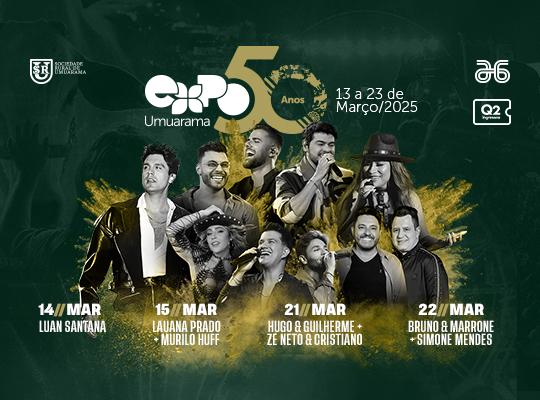 SOCIEDADE
RURAL DE
UMUARAMA
expo
Umuarama
50
Anos
13 a 23 de
Março/2025
Q2
Ingressos
14//MAR
LUAN SANTANA
15//MAR
LAUANA PRADO
+ MURILO HUFF
21//MAR
HUGO & GUILHERME +
ZE NETO & CRISTIANO
22//MAR
BRUNO & MARRONE
+ SIMONE MENDES